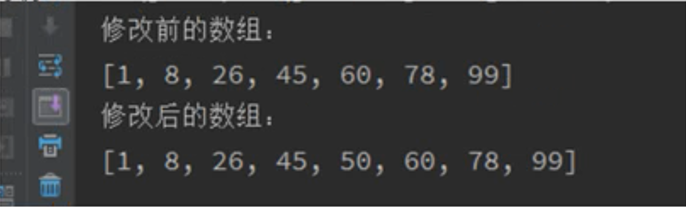 修改前的数组:
[1, 8, 26, 45, 60, 78, 99]
修改后的数组:
[1, 8, 26, 45, 50, 60, 78, 99]